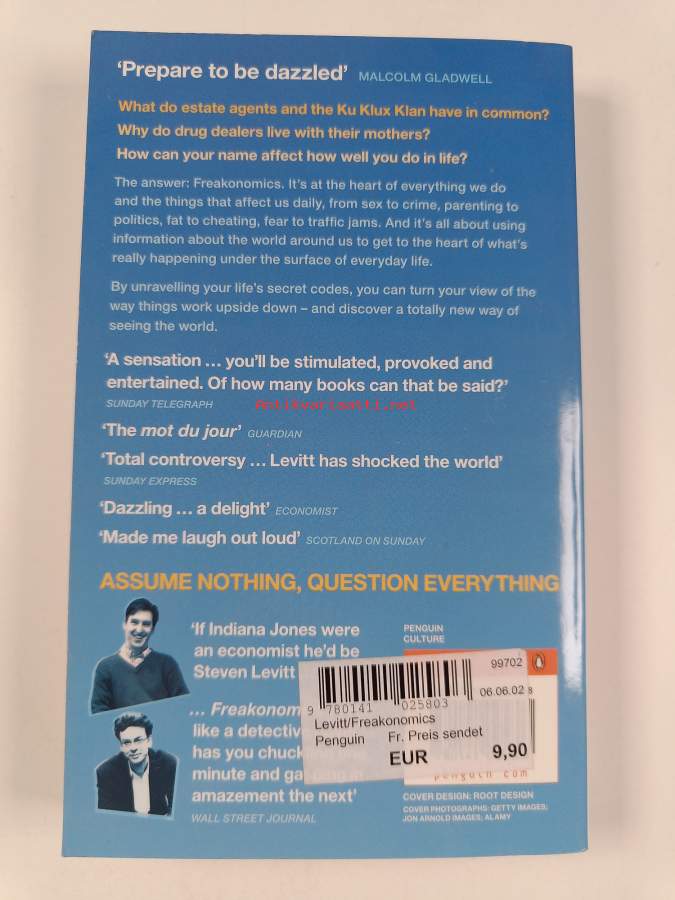 ‘Prepare to be dazzled’ MALCOLM GLADWELL
What do estate agents and the Ku Klux Klan have in common?
Why do drug dealers live with their mothers?
How can your name affect how well you do in life?
The answer: Freakonomics. It's at the heart of everything we do
and the things that affect us daily, from sex to crime, parenting to
politics, fat to cheating, fear to traffic jams. And it's all about using
information about the world around us to get to the heart of what's
really happening under the surface of everyday life.
By unravelling your life's secret codes, you can turn your view of the
way things work upside down – and discover a totally new way of
seeing the world.
‘A sensation ... you'll be stimulated, provoked and
entertained. Of how many books can that be said?’
SUNDAY TELEGRAPH
Antikvariaatti.net
‘The mot du jour’ GUARDIAN
‘Total controversy ... Levitt has shocked the world’
SUNDAY EXPRESS
‘Dazzling ... a delight’ ECONOMIST
‘Made me laugh out loud’ SCOTLAND ON SUNDAY
ASSUME NOTHING, QUESTION EVERYTHING
‘If Indiana Jones were
an economist he'd be
Steven Levitt
... Freakonom
like a detectiv
has you chuck
minute and ga
amazement the next’
WALL STREET JOURNAL
PENGUIN
CULTURE
99702
9 780141 025803
06.06.02
Levitt/Freakonomics
Penguin Fr. Preis sendet
EUR 9,90
COVER DESIGN: ROOT DESIGN
COVER PHOTOGRAPHS: GETTY IMAGES;
JON ARNOLD IMAGES; ALAMY